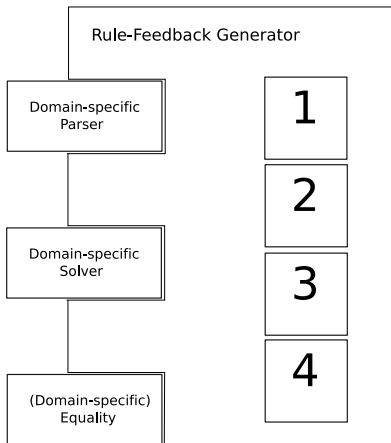 Rule-Feedback Generator
Domain-specific
Parser
Domain-specific
Solver
(Domain-specific)
Equality
1
2
3
4